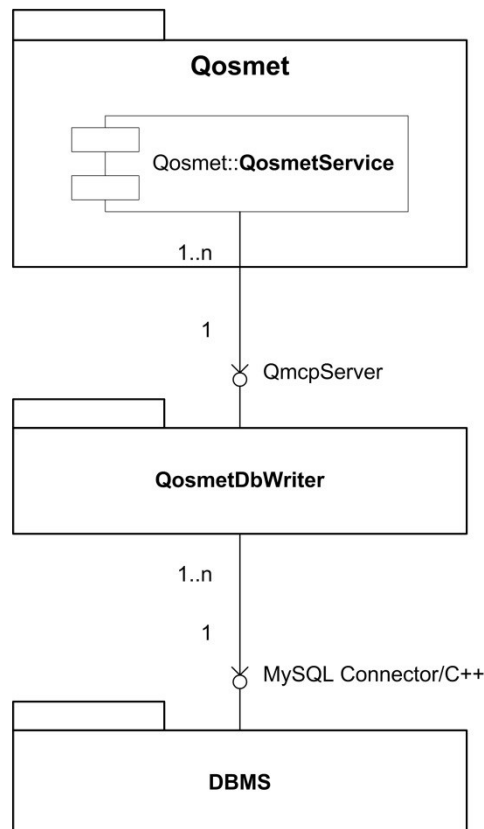 Qosmet
Qosmet::QosmetService
1..n
1
QmcpServer
QosmetDbWriter
1..n
1
MySQL Connector/C++
DBMS